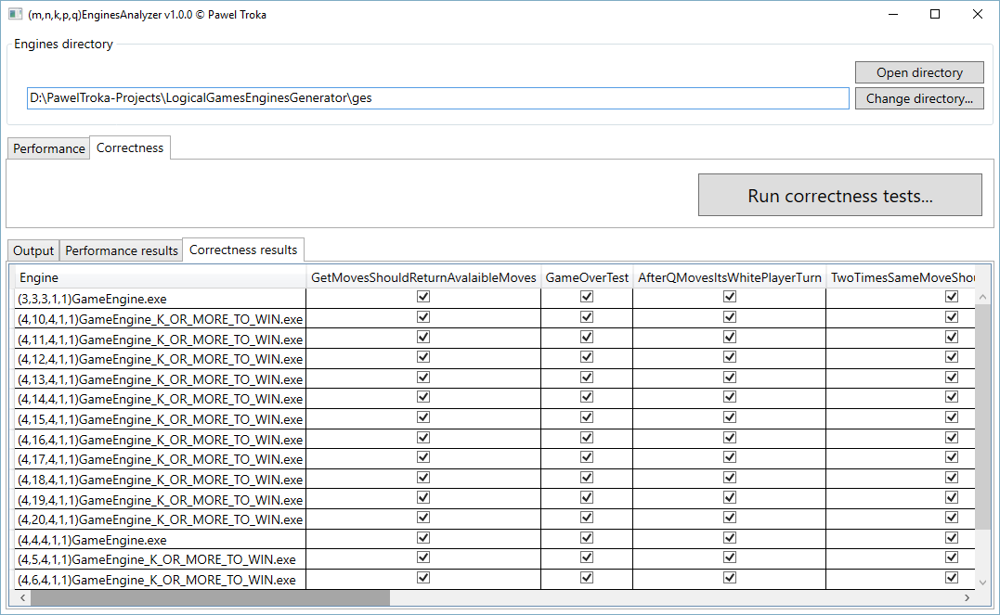 (m,n,k,p,q)EnginesAnalyzer v1.0.0 © Pawel Troka
Engines directory
Open directory
D:\PawelTroka-Projects\LogicalGamesEnginesGenerator\ges
Change directory...
Performance Correctness
Run correctness tests...
Output Performance results Correctness results
Engine GetMovesShouldReturnAvalaibleMoves GameOverTest AfterQMovesItsWhitePlayerTurn TwoTimesSameMoveShou
(3,3,3,1,1)GameEngine.exe
(4,10,4,1,1)GameEngine_K_OR_MORE_TO_WIN.exe
(4,11,4,1,1)GameEngine_K_OR_MORE_TO_WIN.exe
(4,12,4,1,1)GameEngine_K_OR_MORE_TO_WIN.exe
(4,13,4,1,1)GameEngine_K_OR_MORE_TO_WIN.exe
(4,14,4,1,1)GameEngine_K_OR_MORE_TO_WIN.exe
(4,15,4,1,1)GameEngine_K_OR_MORE_TO_WIN.exe
(4,16,4,1,1)GameEngine_K_OR_MORE_TO_WIN.exe
(4,17,4,1,1)GameEngine_K_OR_MORE_TO_WIN.exe
(4,18,4,1,1)GameEngine_K_OR_MORE_TO_WIN.exe
(4,19,4,1,1)GameEngine_K_OR_MORE_TO_WIN.exe
(4,20,4,1,1)GameEngine_K_OR_MORE_TO_WIN.exe
(4,4,4,1,1)GameEngine.exe
(4,5,4,1,1)GameEngine_K_OR_MORE_TO_WIN.exe
(4,6,4,1,1)GameEngine_K_OR_MORE_TO_WIN.exe